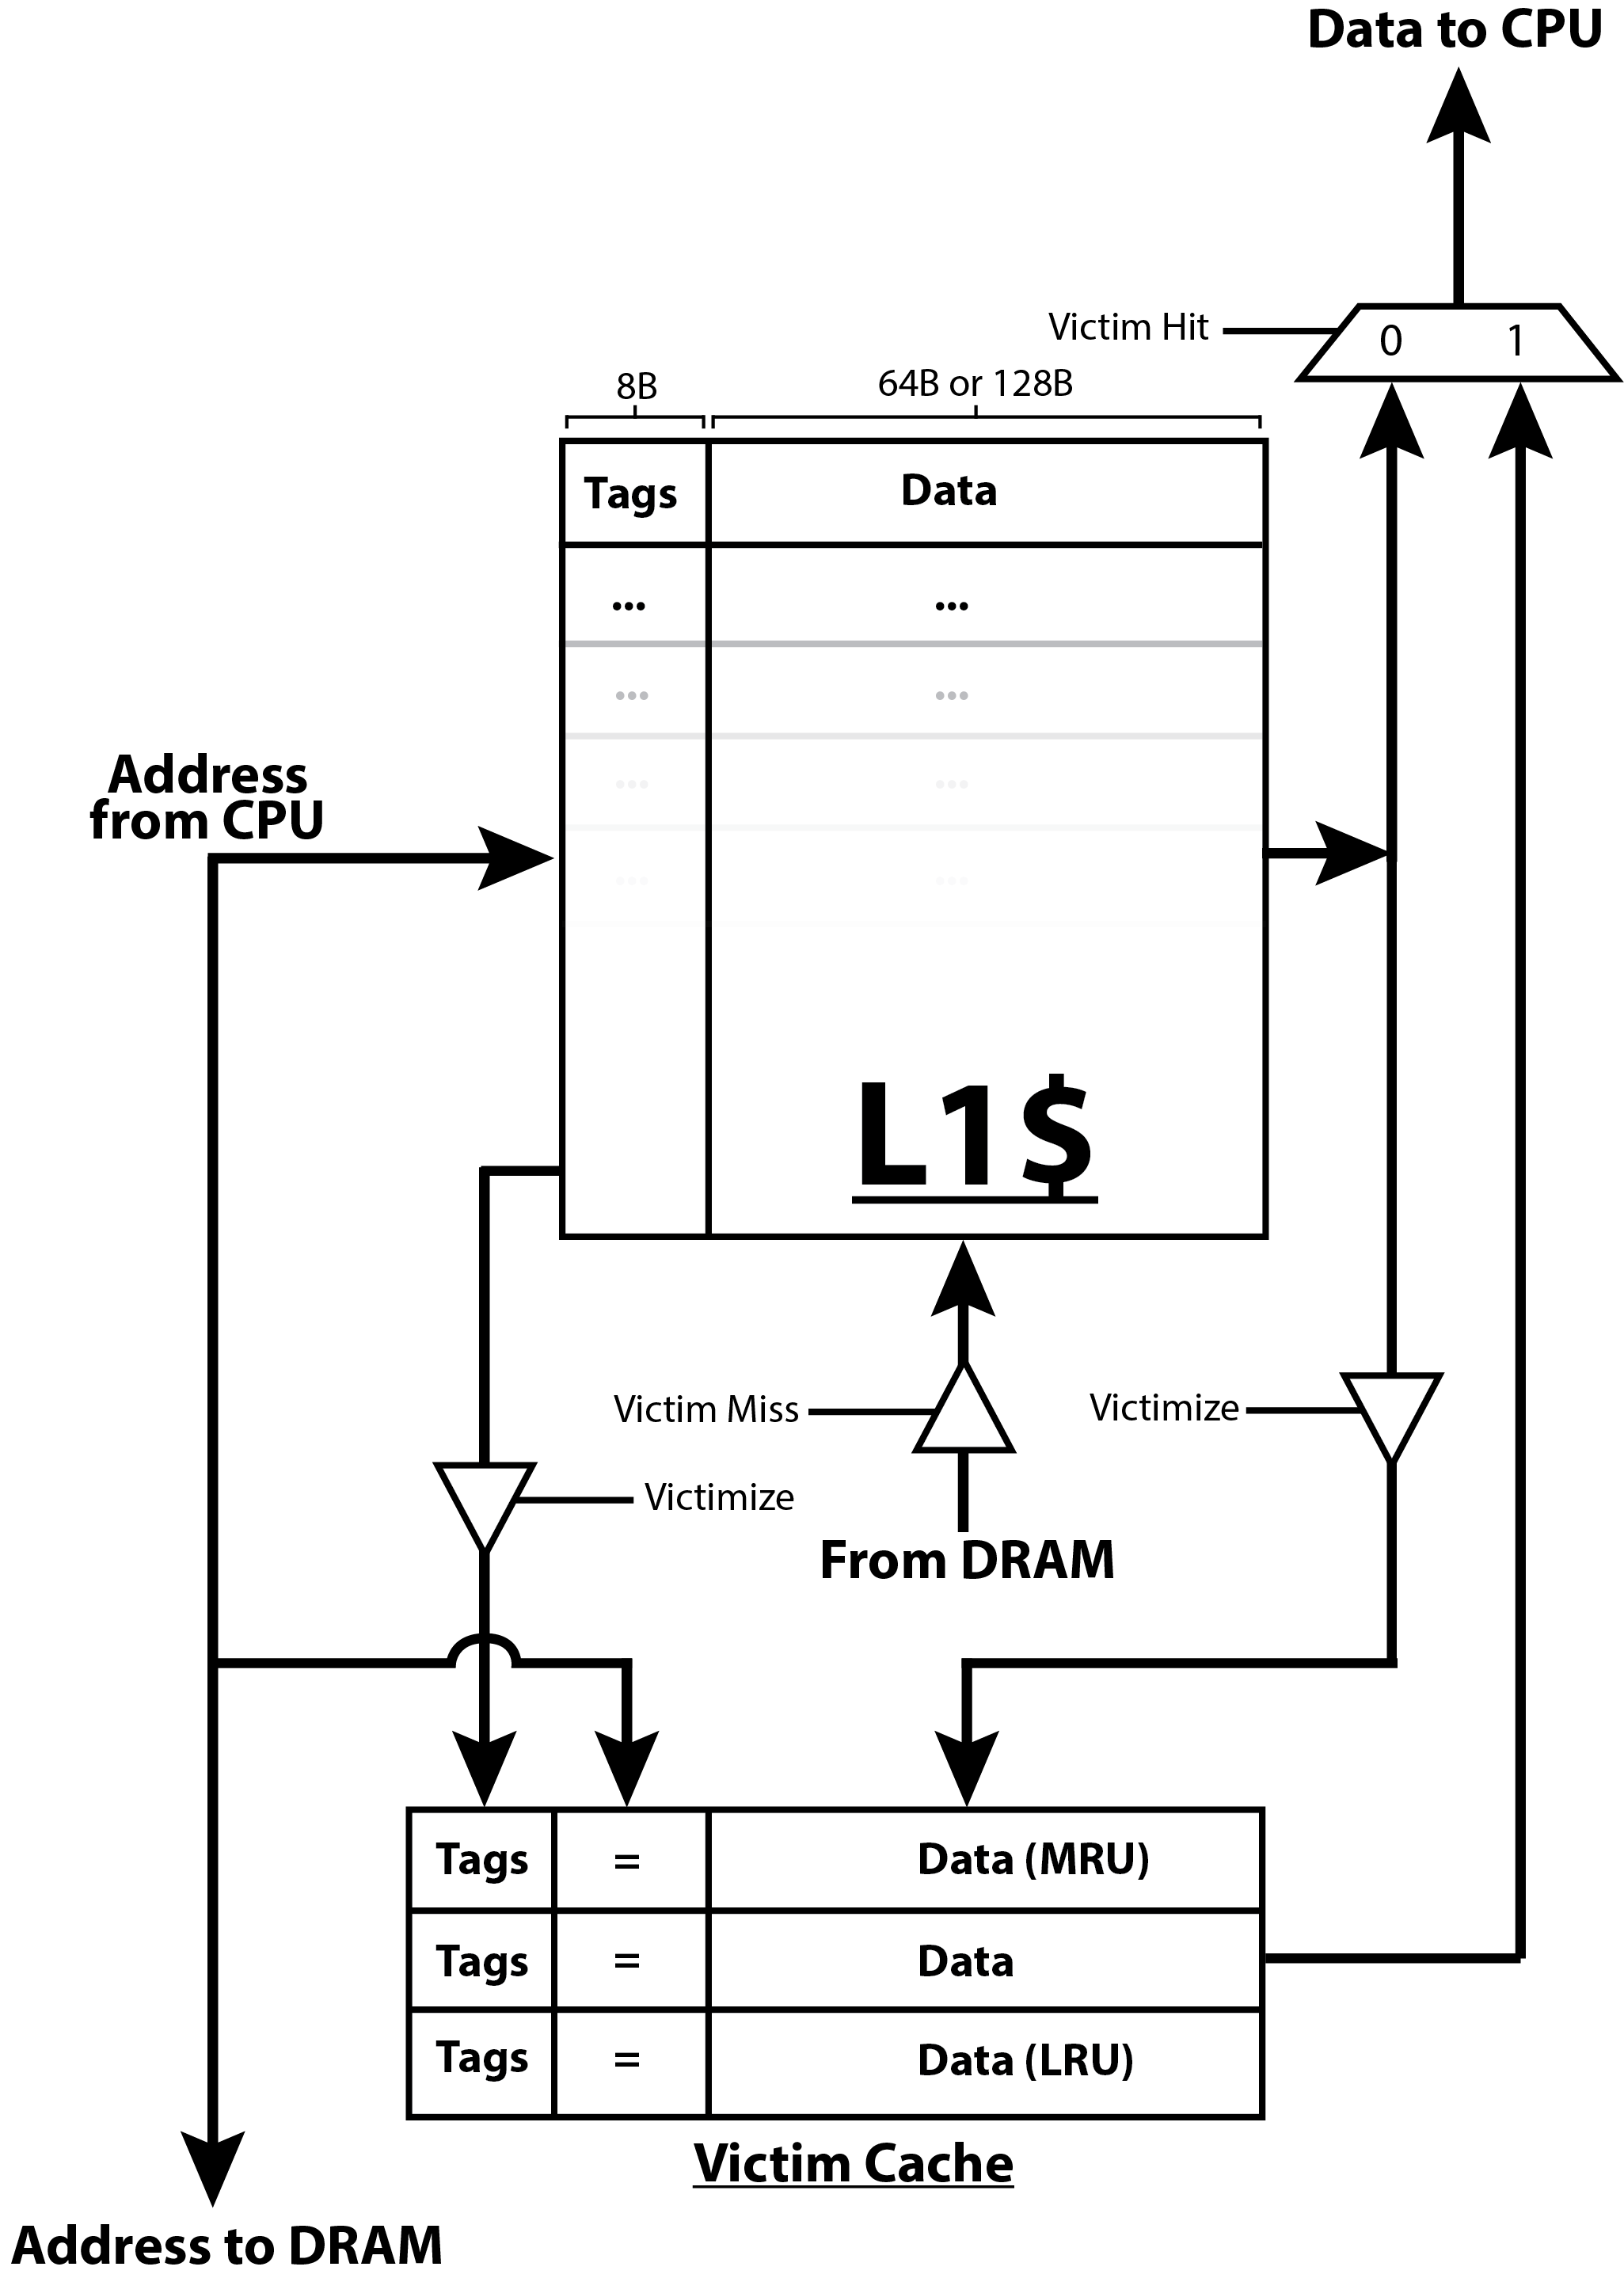 Data to CPU
Victim Hit
0 1
8B
64B or 128B
Tags
Data
... ...
... ...
... ...
... ...
Address
from CPU
L1$
Victim Miss
Victimize
Victimize
From DRAM
Tags = Data (MRU)
Tags = Data
Tags = Data (LRU)
Victim Cache
Address to DRAM